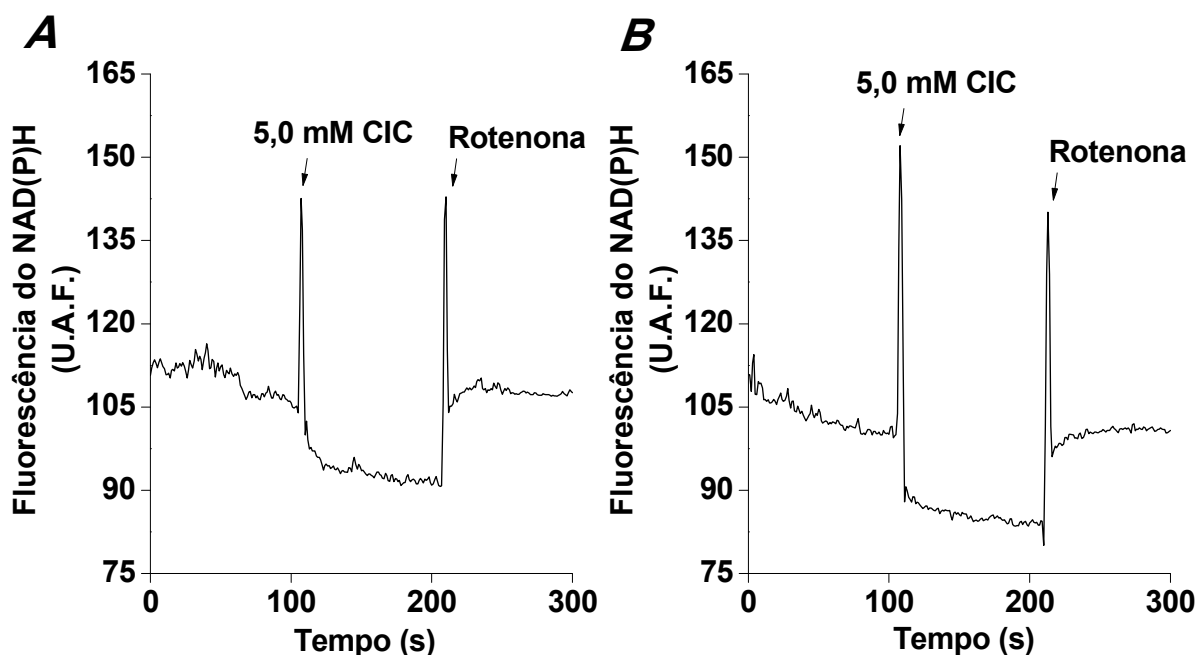 A
Fluorescência do NAD(P)H
(U.A.F.)
165
150
135
120
105
90
75
5,0 mM CIC
Rotenona
0
100
200
300
Tempo (s)
B
Fluorescência do NAD(P)H
(U.A.F.)
165
150
135
120
105
90
75
5,0 mM CIC
Rotenona
0
100
200
300
Tempo (s)